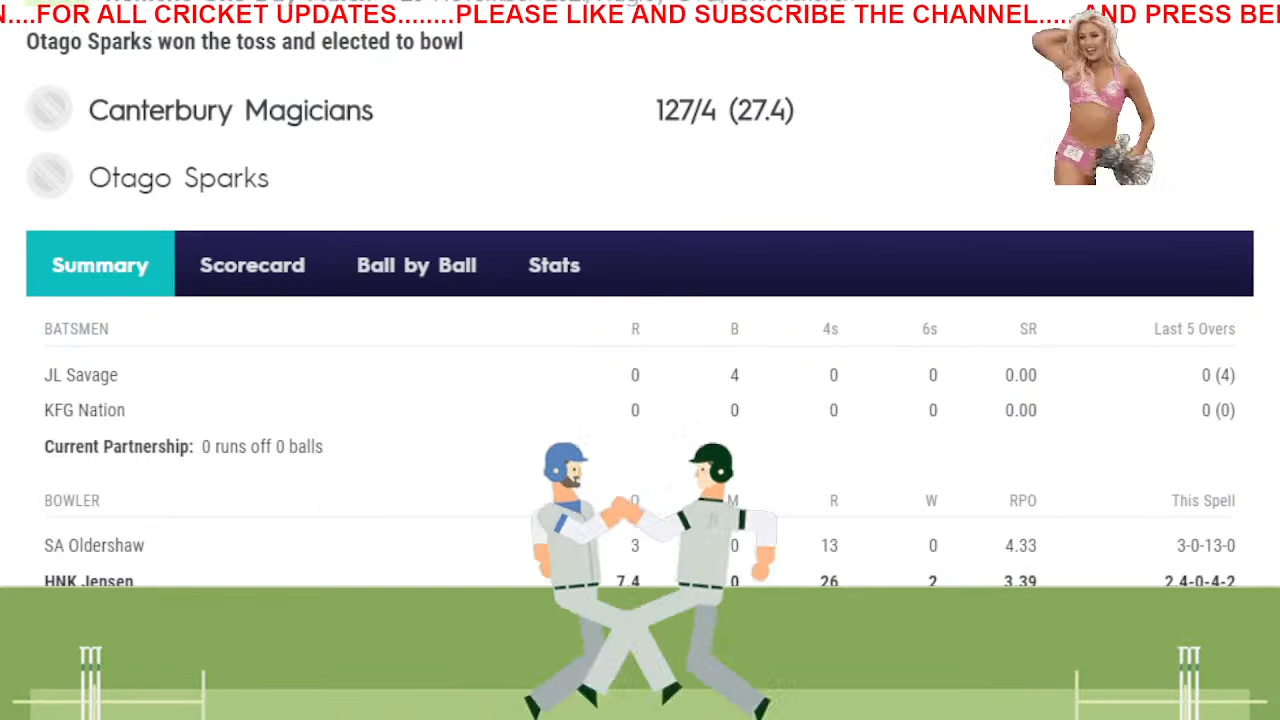 N....FOR ALL CRICKET UPDATES........PLEASE LIKE AND SUBSCRIBE THE CHANNEL.....AND PRESS BEL
Otago Sparks won the toss and elected to bowl
Canterbury Magicians 127/4 (27.4)
Otago Sparks
Summary Scorecard Ball by Ball Stats
BATSMEN R B 4s 6s SR Last 5 Overs
JL Savage 0 4 0 0 0.00 0 (4)
KFG Nation 0 0 0 0 0.00 0 (0)
Current Partnership: 0 runs off 0 balls
BOWLER O M R W RPO This Spell
SA Oldershaw 3 0 13 0 4.33 3-0-13-0
HNK Jensen 7.4 0 26 2 3.39 2.4-0-4-2